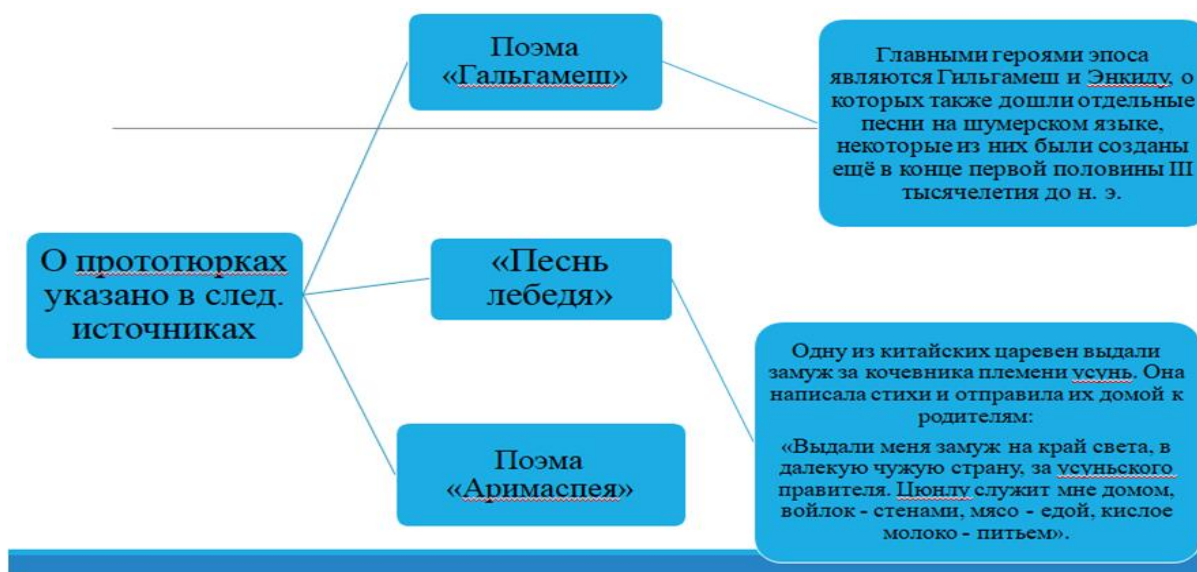 Поэма
«Гальгамеш»
Главными героями эпоса
являются Гильгамеш и Энкиду, о
которых также дошли отдельные
песни на шумерском языке,
некоторые из них были созданы
ещё в конце первой половины III
тысячелетия до н. э.
О прототюрках
указано в след.
источниках
«Песнь
лебедя»
Одну из китайских царевен выдали
замуж за кочевника племени усунь. Она
написала стихи и отправила их домой к
родителям:
«Выдали меня замуж на край света, в
далекую чужую страну, за усуньского
правителя. Цюнлу служит мне домом,
войлок - стенами, мясо - едой, кислое
молоко - питьем».
Поэма
«Аримаспея»